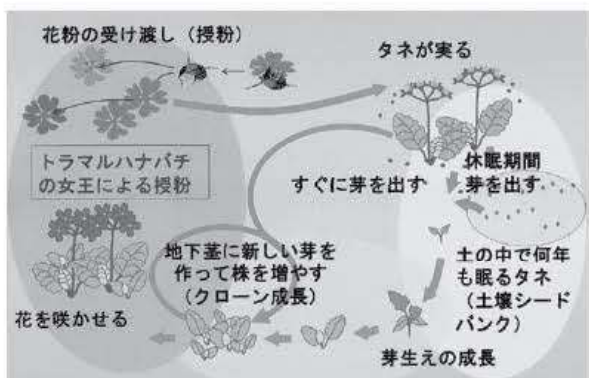 花粉の受け渡し（授粉）
タネが実る
トラマルハナバチ
の女王による授粉
すぐに芽を出す
休眠期間
芽を出す
地下茎に新しい芽を
作って株を増やす
（クローン成長）
土の中で何年
も眠るタネ
（土壌シード
バンク）
花を咲かせる
芽生えの成長